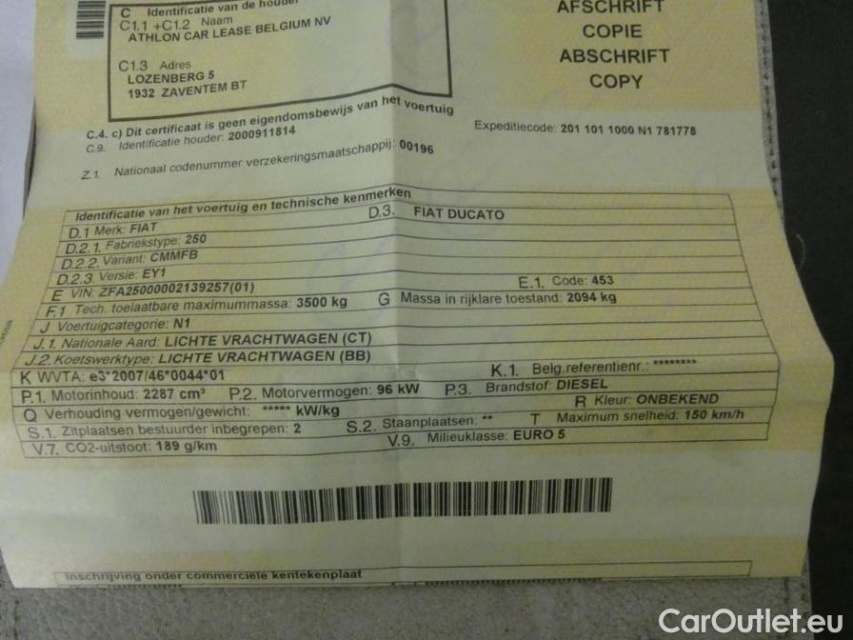 C Identificatie van de houder
C1.1 +C1.2 Naam
ATHLON CAR LEASE BELGIUM NV
C1.3 Adres
LOZENBERG 5
1932 ZAVENTEM BT
AFSCHRIFT
COPIE
ABSCHRIFT
COPY
C.4. c) Dit certificaat is geen eigendomsbewijs van het voertuig
C.9. Identificatie houder: 2000911814
Expeditiecode: 201 101 1000 N1 781778
Z.1. Nationaal codenummer verzekeringsmaatschappij: 00196
Identificatie van het voertuig en technische kenmerken
D.1 Merk: FIAT D.3. FIAT DUCATO
D.2.1. Fabriekstype: 250
D.2.2. Variant: CMMFB
D.2.3 Versie: EY1
E VIN: ZFA25000002139257(01) E.1. Code: 453
F.1 Tech. toelaatbare maximummassa: 3500 kg G Massa in rijklare toestand: 2094 kg
J Voertuigcategorie: N1
J.1. Nationale Aard: LICHTE VRACHTWAGEN (CT)
J.2. Koetswerktype: LICHTE VRACHTWAGEN (BB)
K WVTA: e3*2007/46*0044*01 K.1. Belg.referentienr.: ********
P.1. Motorinhoud: 2287 cm³ P.2. Motorvermogen: 96 kW P.3. Brandstof: DIESEL
Q Verhouding vermogen/gewicht: ***** kW/kg R Kleur: ONBEKEND
S.1. Zitplaatsen bestuurder inbegrepen: 2 S.2. Staanplaatsen: ** T Maximum snelheid: 150 km/h
V.7. CO2-uitstoot: 189 g/km V.9. Milieuklasse: EURO 5
Inschrijving onder commerciële kentekenplaat
CarOutlet.eu